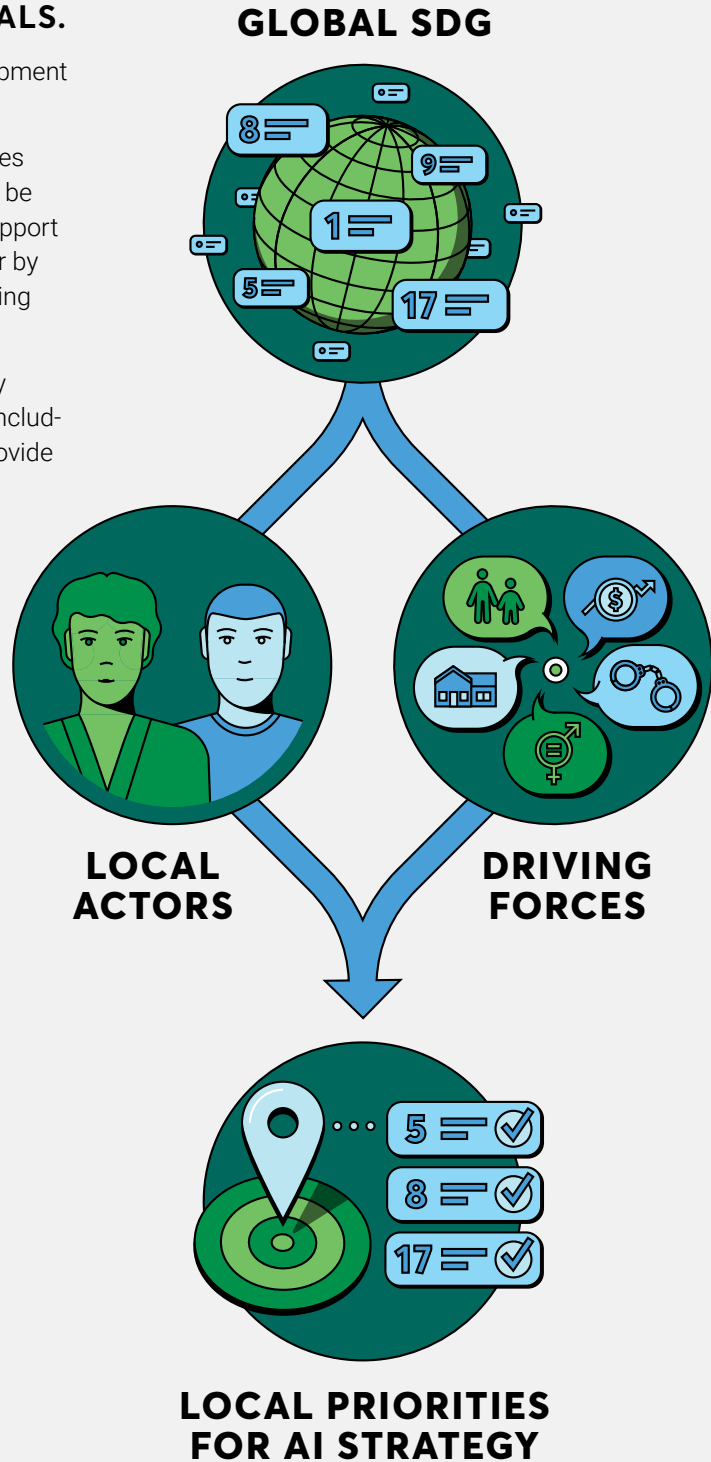 ALS.
pment
es
be
pport
r by
ing
y
nclud-
ovide
GLOBAL SDG
8
9
1
5
17
$
LOCAL
ACTORS
DRIVING
FORCES
5
8
17
LOCAL PRIORITIES
FOR AI STRATEGY